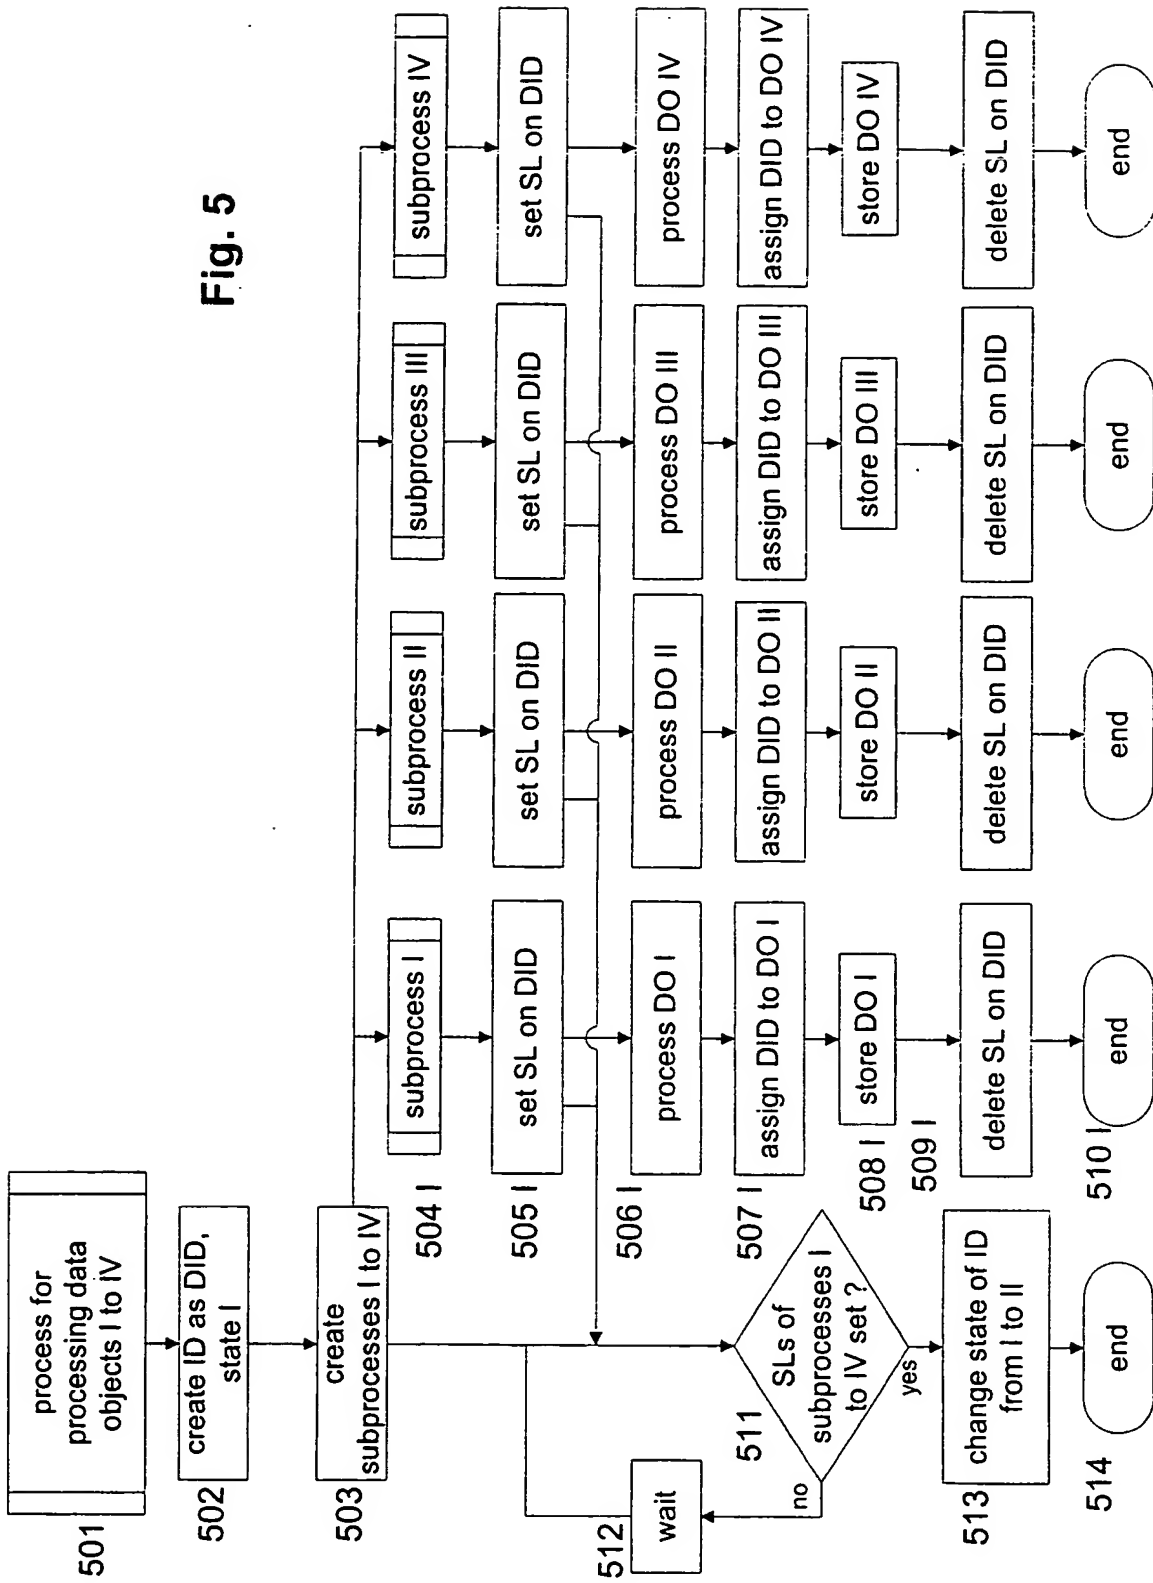 Fig. 5
process for
processing data
objects I to IV
501
create ID as DID,
state I
502
create
subprocesses I to IV
503
subprocess I
504 I
set SL on DID
505 I
process DO I
506 I
assign DID to DO I
507 I
store DO I
508 I
509 I
delete SL on DID
end
510 I
subprocess II
set SL on DID
process DO II
assign DID to DO II
store DO II
delete SL on DID
end
subprocess III
set SL on DID
process DO III
assign DID to DO III
store DO III
delete SL on DID
end
subprocess IV
set SL on DID
process DO IV
assign DID to DO IV
store DO IV
delete SL on DID
end
SLs of
subprocesses I
to IV set ?
511
no
yes
wait
512
change state of ID
from I to II
513
end
514